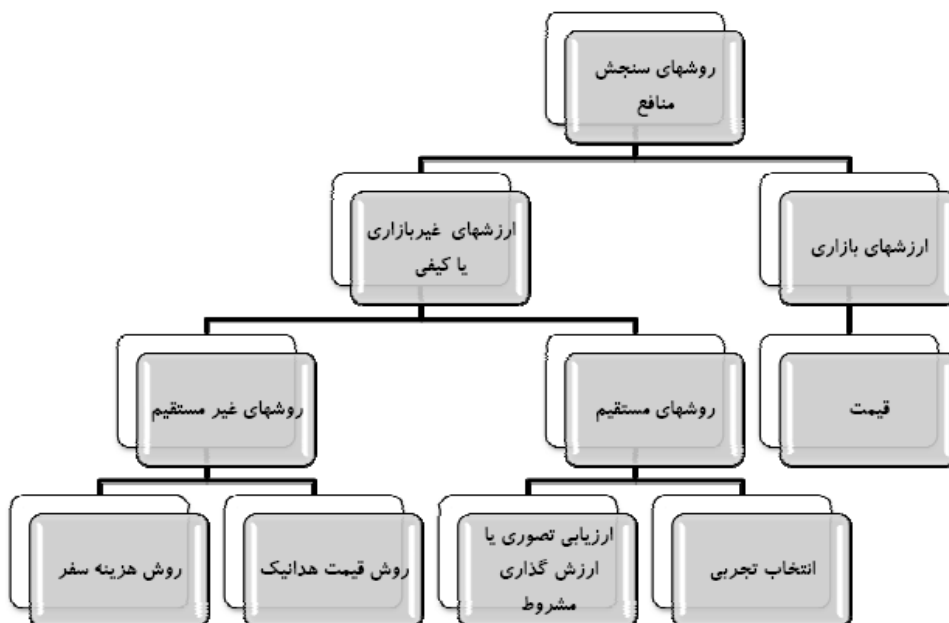 روشهای سنجش
منافع
ارزشهای بازاری
ارزشهای غیربازاری
یا کیفی
قیمت
روشهای مستقیم
روشهای غیر مستقیم
انتخاب تجربی
ارزیابی تصوری یا
ارزش گذاری
مشروط
روش قیمت هدانیک
روش هزینه سفر